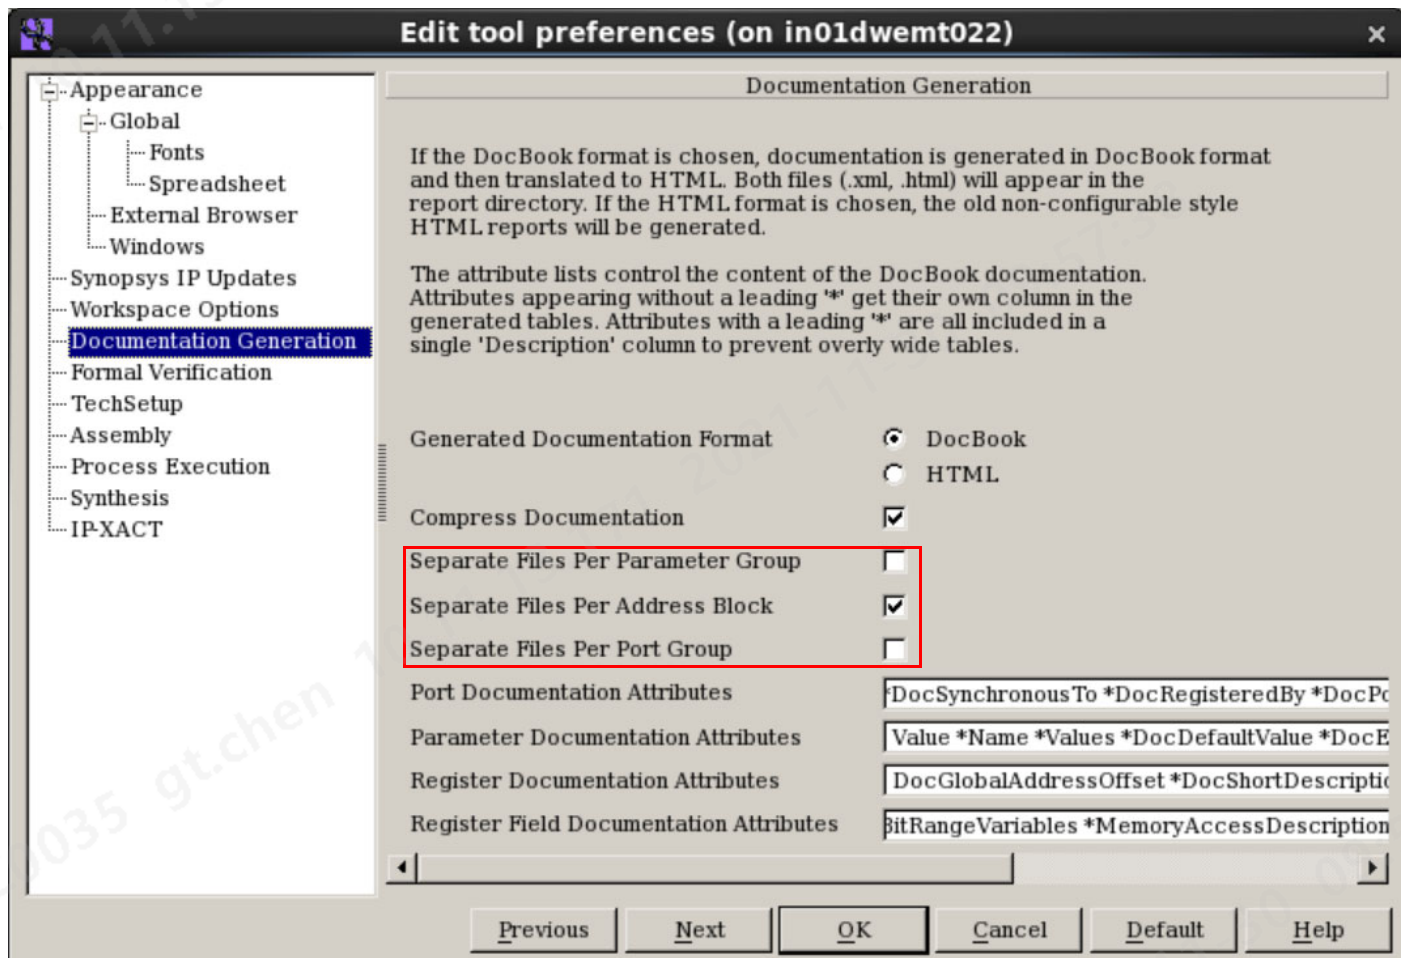 Edit tool preferences (on in01dwemt022)
Appearance
Global
Fonts
Spreadsheet
External Browser
Windows
Synopsys IP Updates
Workspace Options
Documentation Generation
Formal Verification
TechSetup
Assembly
Process Execution
Synthesis
IP-XACT
Documentation Generation
If the DocBook format is chosen, documentation is generated in DocBook format
and then translated to HTML. Both files (.xml, .html) will appear in the
report directory. If the HTML format is chosen, the old non-configurable style
HTML reports will be generated.
The attribute lists control the content of the DocBook documentation.
Attributes appearing without a leading '*' get their own column in the
generated tables. Attributes with a leading '*' are all included in a
single 'Description' column to prevent overly wide tables.
Generated Documentation Format
DocBook
HTML
Compress Documentation
Separate Files Per Parameter Group
Separate Files Per Address Block
Separate Files Per Port Group
Port Documentation Attributes
*DocSynchronousTo *DocRegisteredBy *DocPo
Parameter Documentation Attributes
Value *Name *Values *DocDefaultValue *DocE
Register Documentation Attributes
DocGlobalAddressOffset *DocShortDescriptio
Register Field Documentation Attributes
BitRangeVariables *MemoryAccessDescription
Previous
Next
OK
Cancel
Default
Help
0035 gt.chen